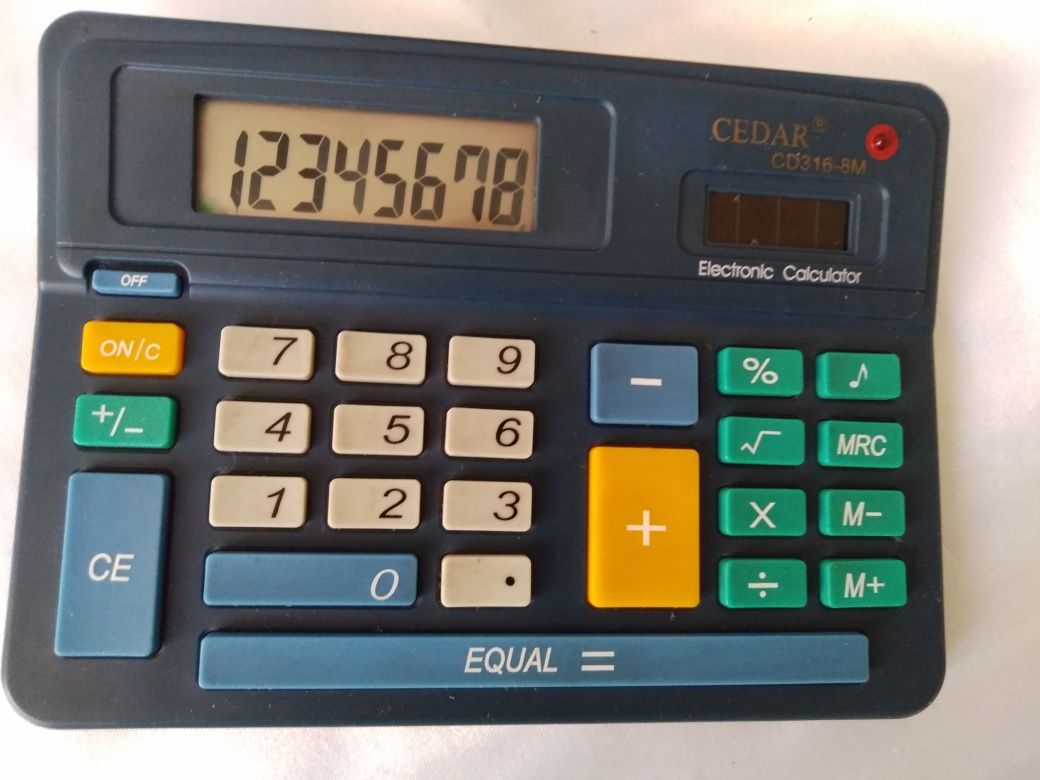 12345678
CEDAR®
CD316-8M
Electronic Calculator
OFF
ON/C 7 8 9 - % ♪
+/- 4 5 6 √ MRC
1 2 3 + X M-
CE 0 . ÷ M+
EQUAL =